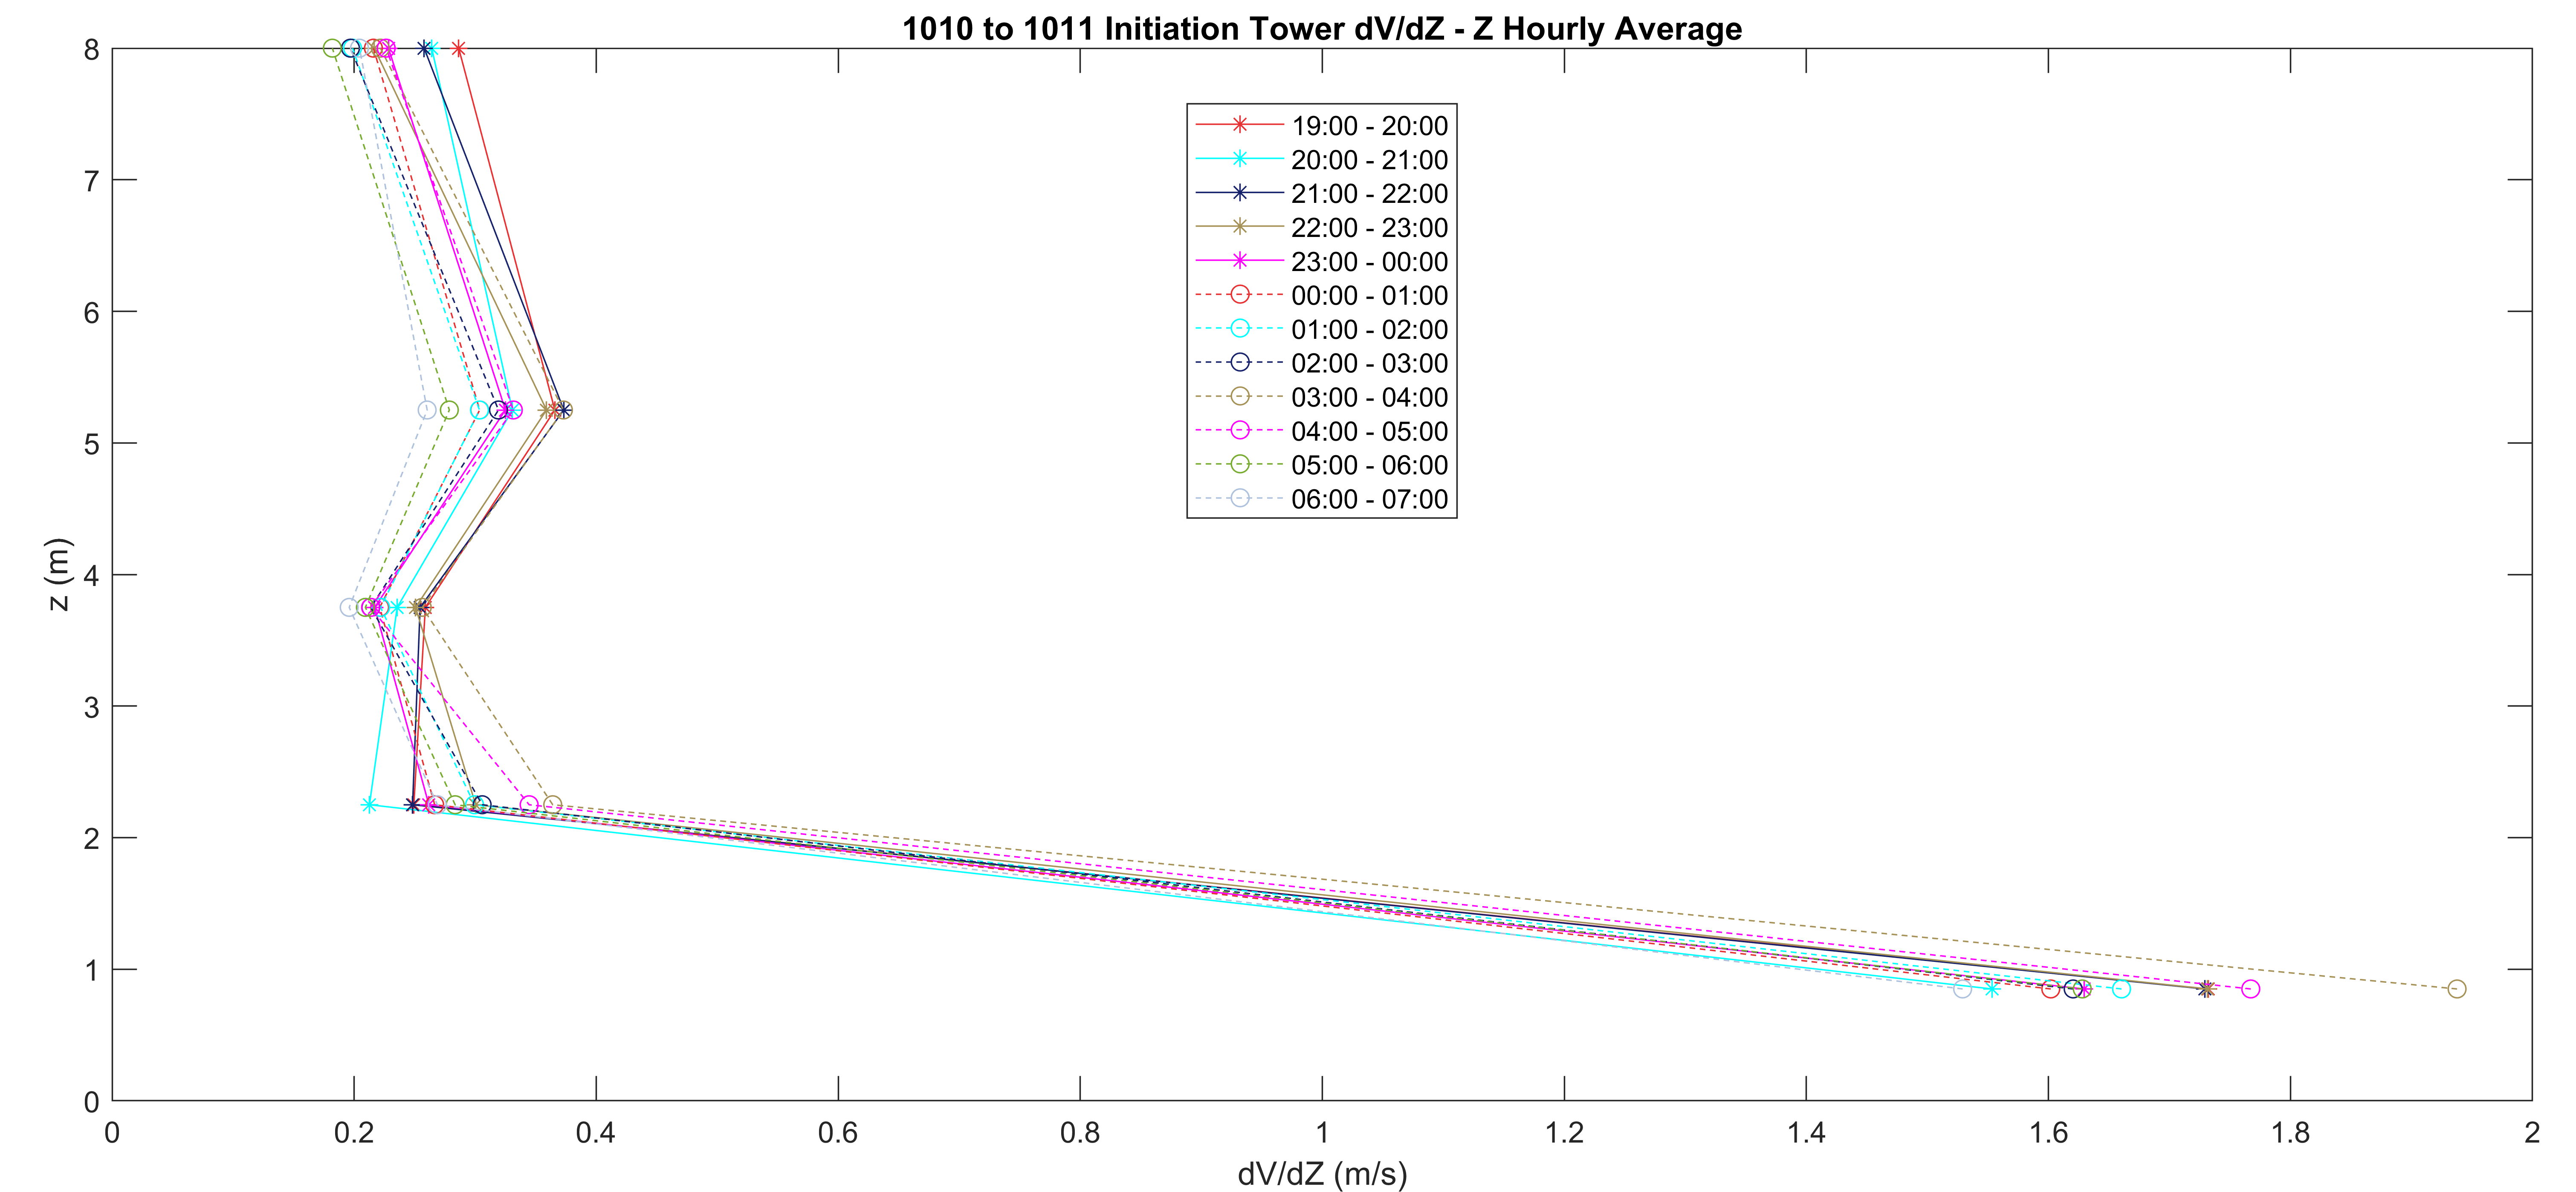 1010 to 1011 Initiation Tower dV/dZ - Z Hourly Average
8
7
6
5
4
3
2
1
0
z (m)
19:00 - 20:00
20:00 - 21:00
21:00 - 22:00
22:00 - 23:00
23:00 - 00:00
00:00 - 01:00
01:00 - 02:00
02:00 - 03:00
03:00 - 04:00
04:00 - 05:00
05:00 - 06:00
06:00 - 07:00
0 0.2 0.4 0.6 0.8 1 1.2 1.4 1.6 1.8 2
dV/dZ (m/s)